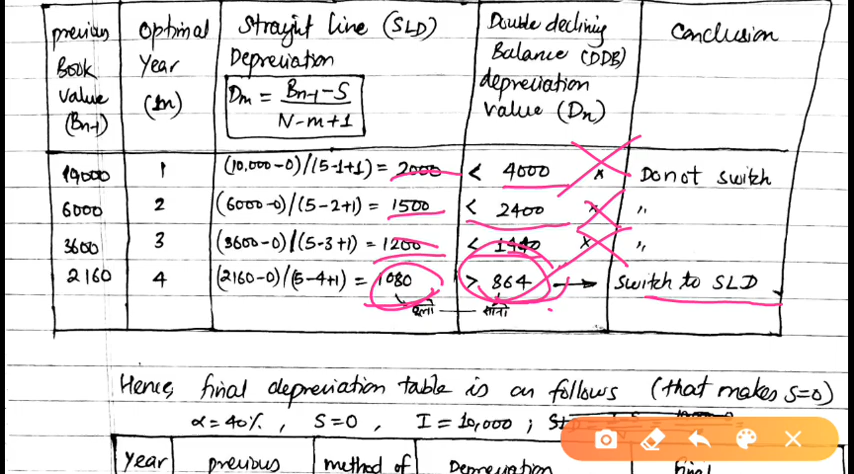 previous Book value (Bn-1) | Optimal Year (m) | Straight line (SLD) Depreciation Dm = Bn-1 - S / N-m+1 | Double declining Balance (DDB) depreciation value (Dn) | Conclusion
10,000 | 1 | (10,000-0)/(5-1+1) = 2000 | < 4000 × | Do not switch
6000 | 2 | (6000-0)/(5-2+1) = 1500 | < 2400 × | "
3600 | 3 | (3600-0)/(5-3+1) = 1200 | < 1440 × | "
2160 | 4 | (2160-0)/(5-4+1) = 1080 | > 864 → | Switch to SLD
ठूलो — सानो
Hence, final depreciation table is as follows (that makes S=0)
α = 40%, S=0, I = 10,000 ;
Year | previous | method of | Depreciation | final